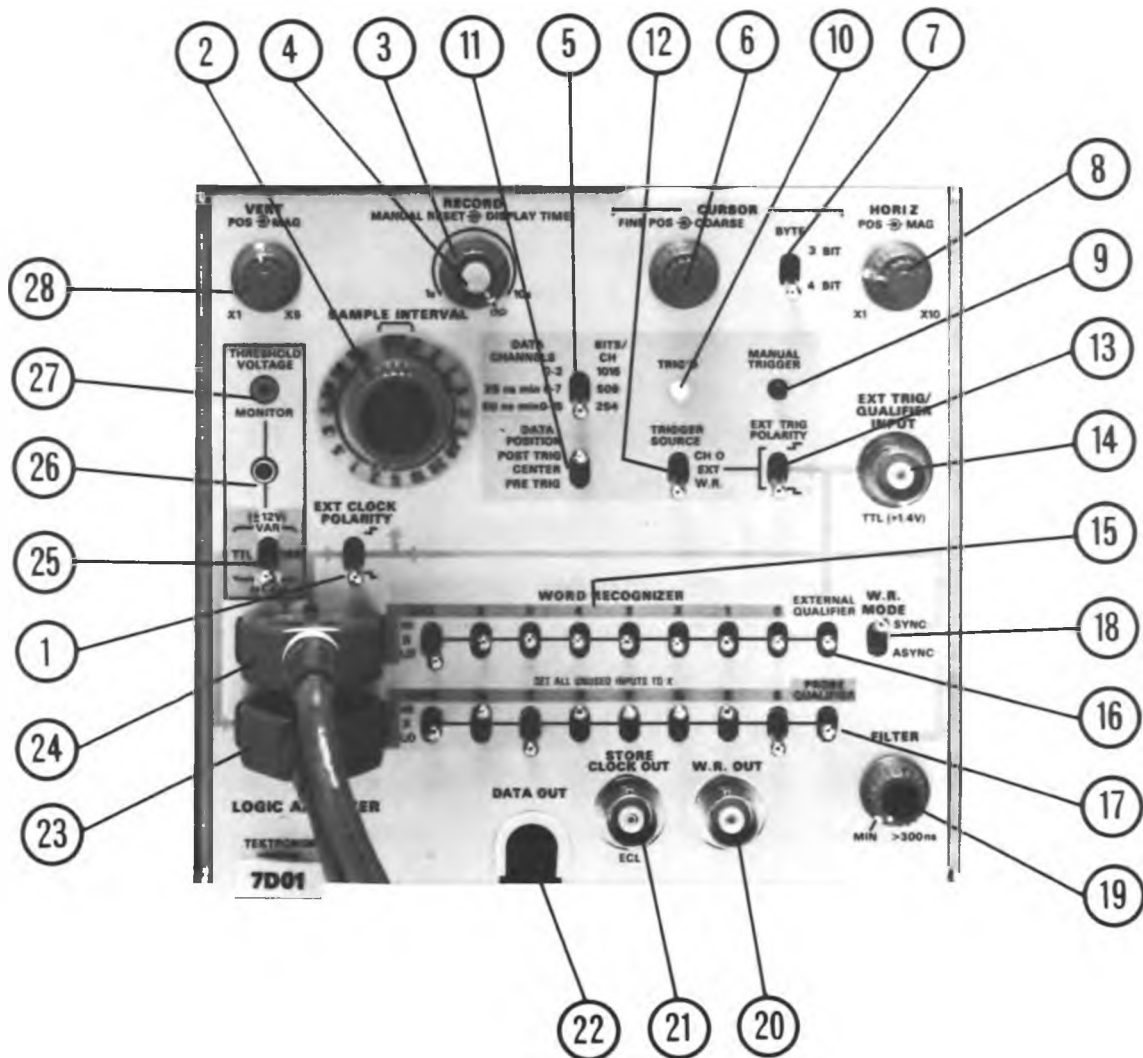 2
4
3
11
5
12
6
10
7
8
9
13
14
15
18
16
17
19
20
21
22
23
24
1
25
26
27
28
VERT
POS MAG
X1
RECORD
MANUAL RESET DISPLAY TIME
CURSOR
FINE POS COARSE
BYTE
3 BIT
4 BIT
HORIZ
POS MAG
X1 X10
SAMPLE INTERVAL
THRESHOLD
VOLTAGE
MONITOR
(±12V)
VAR
TTL
EXT CLOCK
POLARITY
DATA
CHANNELS
BITS/
CH
0-3 1016
508
254
DATA
POSITION
POST TRIG
CENTER
PRE TRIG
TRIG'D
MANUAL
TRIGGER
TRIGGER
SOURCE
CH 0
EXT
W.R.
EXT TRIG
POLARITY
EXT TRIG/
QUALIFIER
INPUT
TTL (+1.4V)
WORD RECOGNIZER
EXTERNAL
QUALIFIER
W.R.
MODE
SYNC
ASYNC
SET ALL UNUSED INPUTS TO X
HI
X
LO
PROBE
QUALIFIER
FILTER
MIN >300ns
STORE
CLOCK OUT
ECL
W.R. OUT
DATA OUT
LOGIC
TEKTRONIX
7D01